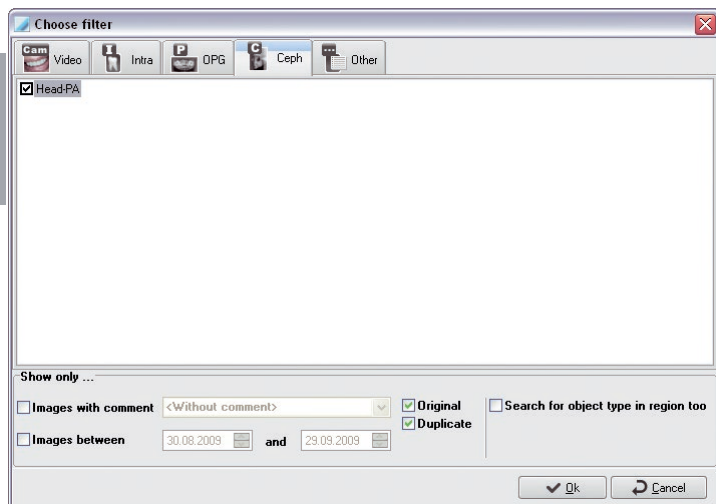 Choose filter
Cam Video I Intra P OPG C Ceph ... Other
Head-PA
Show only ...
Images with comment <Without comment> Original Search for object type in region too
Duplicate
Images between 30.08.2009 and 29.09.2009
Ok Cancel